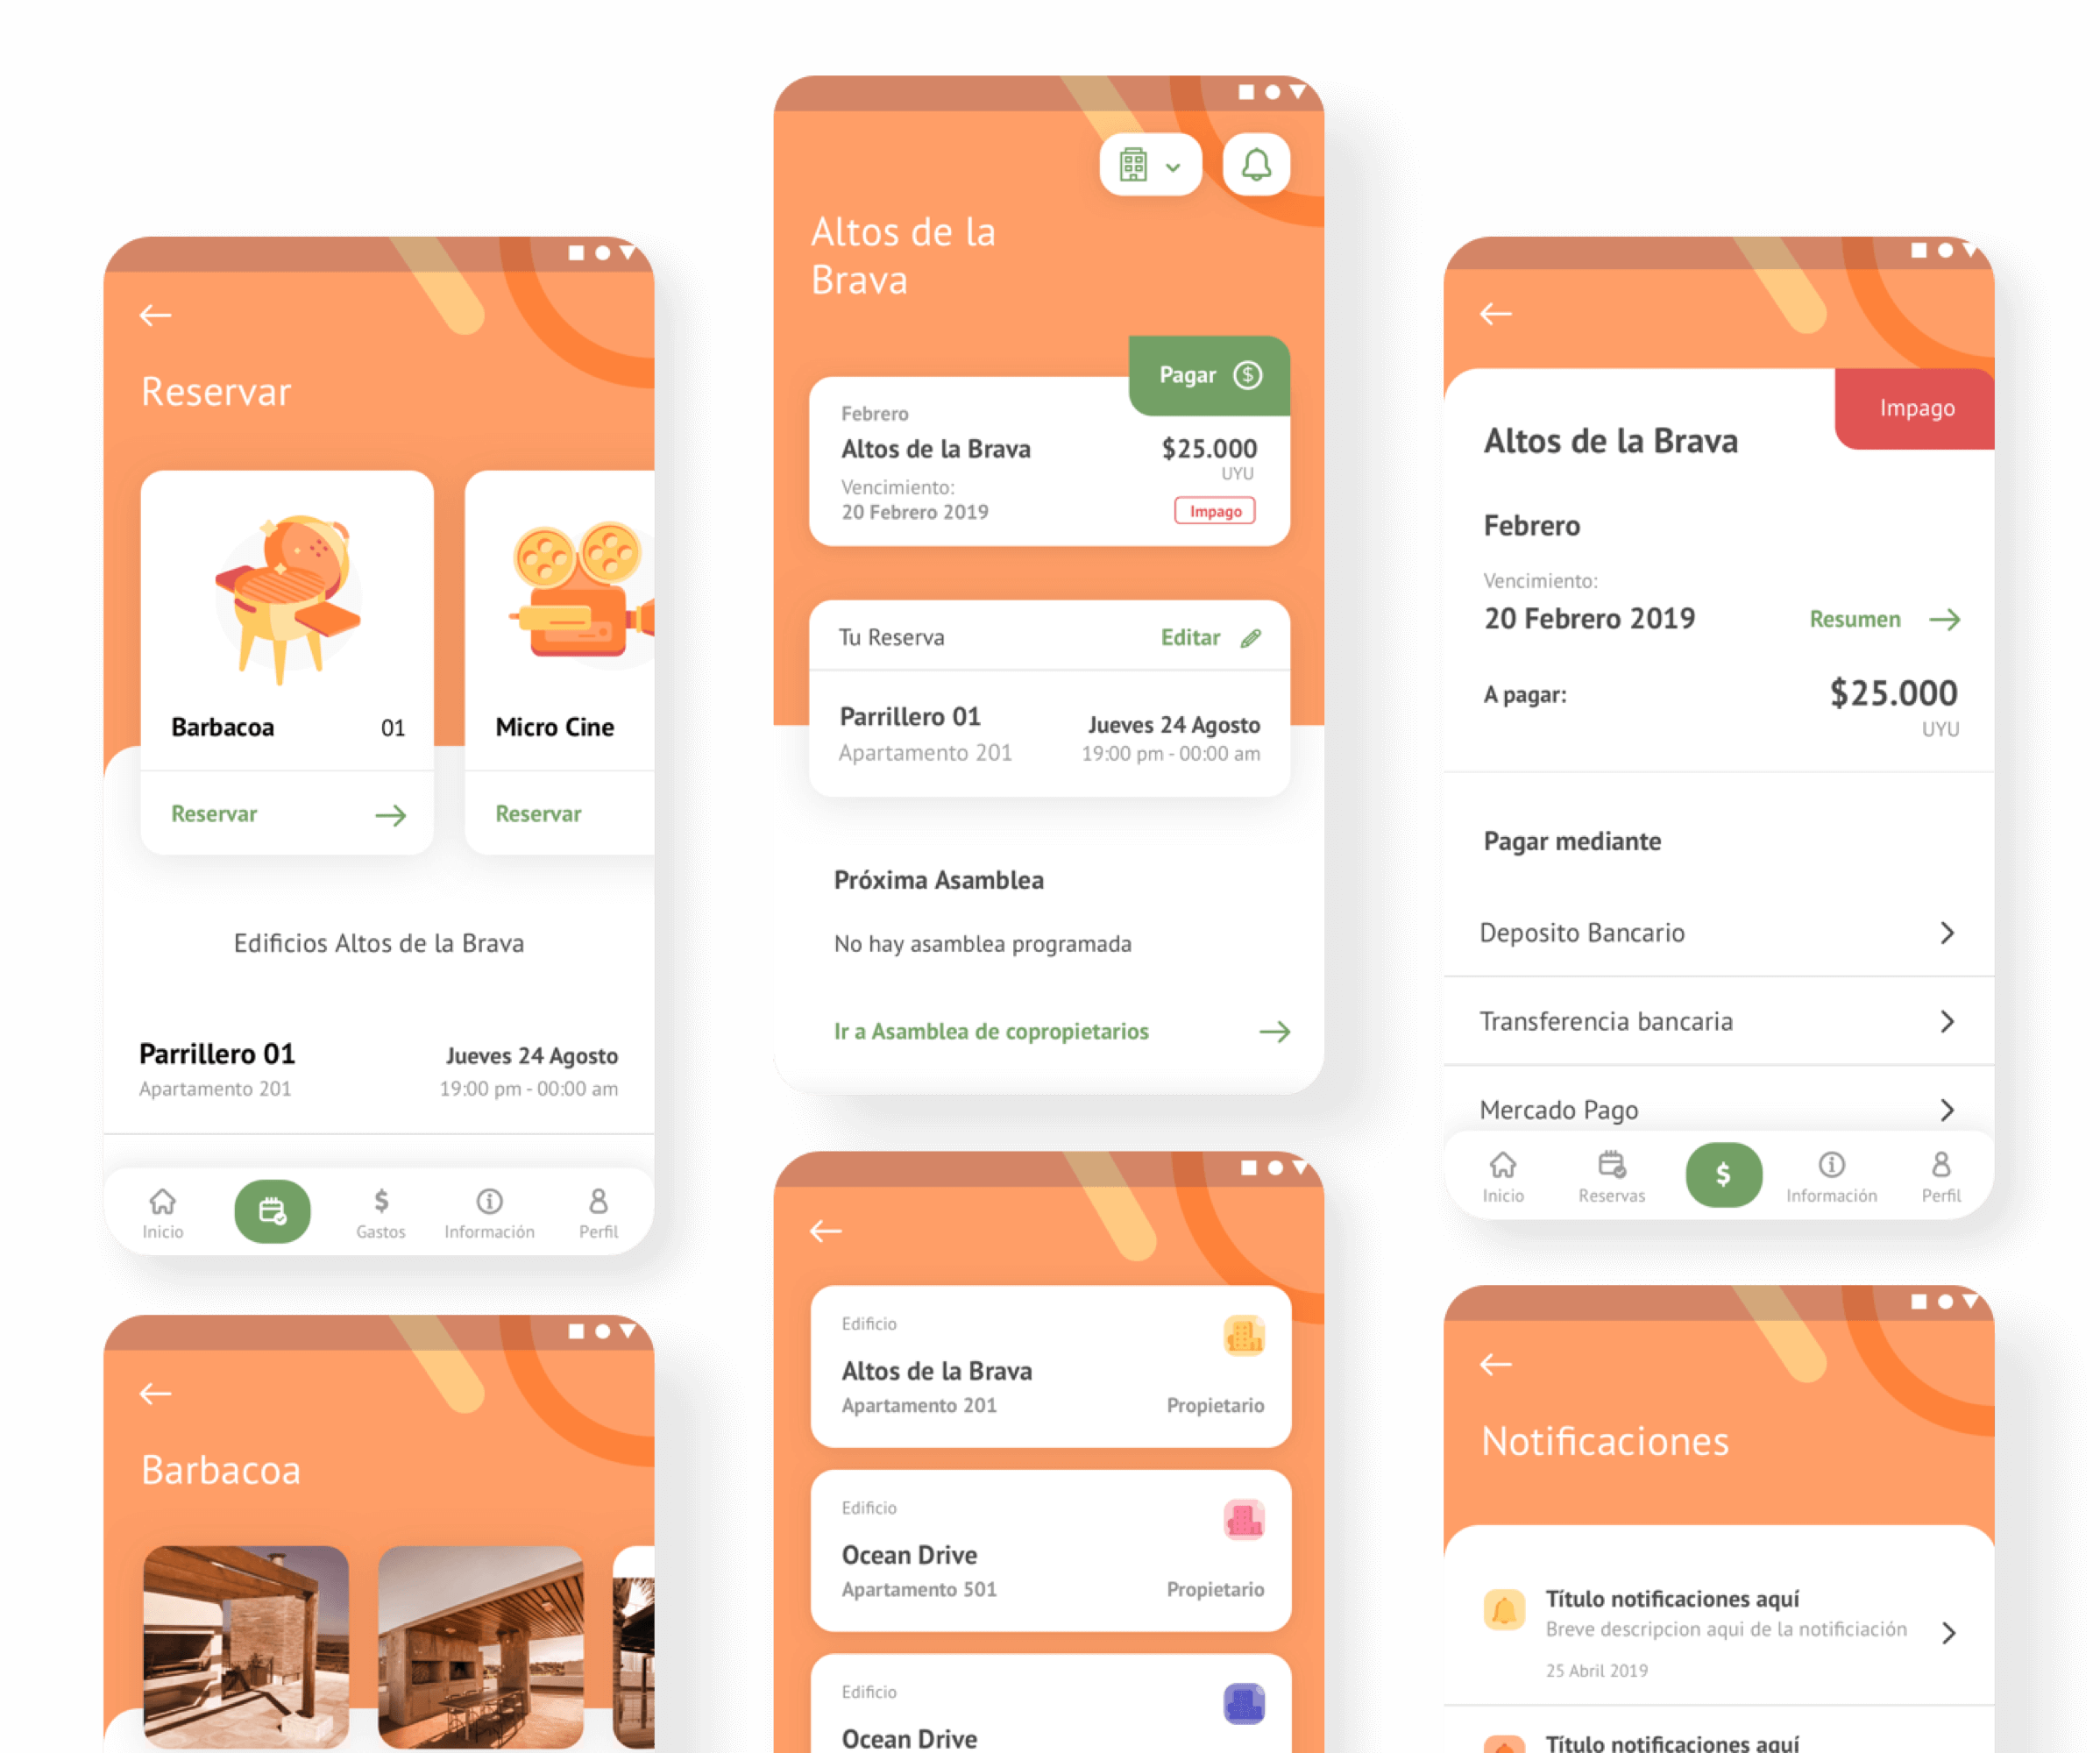 Reservar
Barbacoa 01
Reservar
Micro Cine
Reservar
Edificios Altos de la Brava
Parrillero 01
Jueves 24 Agosto
Apartamento 201
19:00 pm - 00:00 am
Inicio
$
Gastos
Información
Perfil
Barbacoa
Altos de la
Brava
Pagar $
Febrero
Altos de la Brava
$25.000
UYU
Vencimiento:
20 Febrero 2019
Impago
Tu Reserva
Editar
Parrillero 01
Jueves 24 Agosto
Apartamento 201
19:00 pm - 00:00 am
Próxima Asamblea
No hay asamblea programada
Ir a Asamblea de copropietarios
Edificio
Altos de la Brava
Apartamento 201
Propietario
Edificio
Ocean Drive
Apartamento 501
Propietario
Edificio
Ocean Drive
Impago
Altos de la Brava
Febrero
Vencimiento:
20 Febrero 2019
Resumen
A pagar:
$25.000
UYU
Pagar mediante
Deposito Bancario
Transferencia bancaria
Mercado Pago
Inicio
Reservas
$
Información
Perfil
Notificaciones
Título notificaciones aquí
Breve descripcion aqui de la notificiación
25 Abril 2019
Título notificaciones aquí